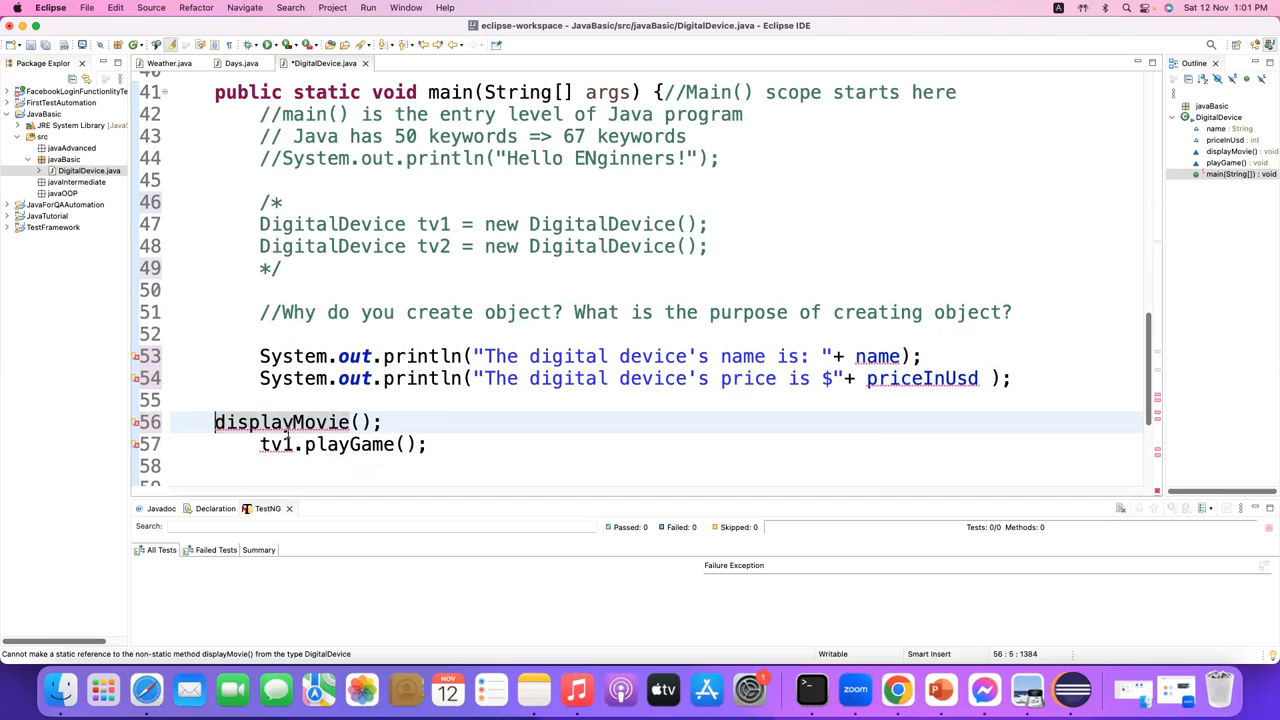 Eclipse File Edit Source Refactor Navigate Search Project Run Window Help Sat 12 Nov 1:01 PM
eclipse-workspace - JavaBasic/src/javaBasic/DigitalDevice.java - Eclipse IDE
Package Explor
Weather.java Days.java *DigitalDevice.java
Outline
FacebookLoginFunctionlityTe
FirstTestAutomation
JavaBasic
JRE System Library [Java
src
javaAdvanced
javaBasic
DigitalDevice.java
javaIntermediate
javaOOP
JavaForQAAutomation
JavaTutorial
TestFramework
41 public static void main(String[] args) {//Main() scope starts here
42 //main() is the entry level of Java program
43 // Java has 50 keywords => 67 keywords
44 //System.out.println("Hello ENginners!");
45
46 /*
47 DigitalDevice tv1 = new DigitalDevice();
48 DigitalDevice tv2 = new DigitalDevice();
49 */
50
51 //Why do you create object? What is the purpose of creating object?
52
53 System.out.println("The digital device's name is: "+ name);
54 System.out.println("The digital device's price is $"+ priceInUsd );
55
56 displayMovie();
57 tv1.playGame();
58
javaBasic
DigitalDevice
name : String
priceInUsd : int
displayMovie() : void
playGame() : void
main(String[]) : void
Javadoc Declaration TestNG
Search: Passed: 0 Failed: 0 Skipped: 0 Tests: 0/0 Methods: 0
All Tests Failed Tests Summary
Failure Exception
Cannot make a static reference to the non-static method displayMovie() from the type DigitalDevice Writable Smart Insert 56 : 5 : 1384
NOV
12
tv
zoom
1